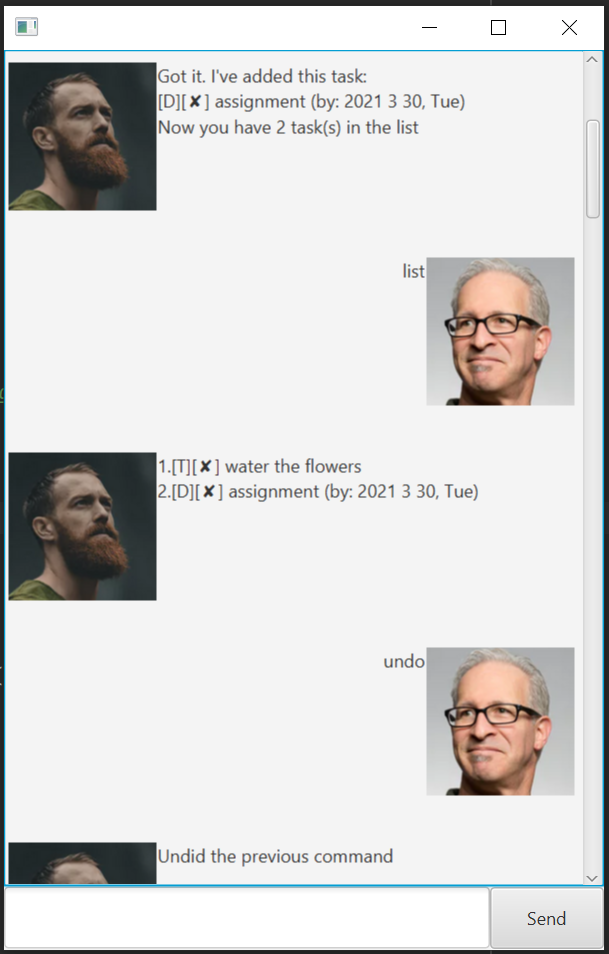 Got it. I've added this task:
[D][✘] assignment (by: 2021 3 30, Tue)
Now you have 2 task(s) in the list
list
1.[T][✘] water the flowers
2.[D][✘] assignment (by: 2021 3 30, Tue)
undo
Undid the previous command
Send